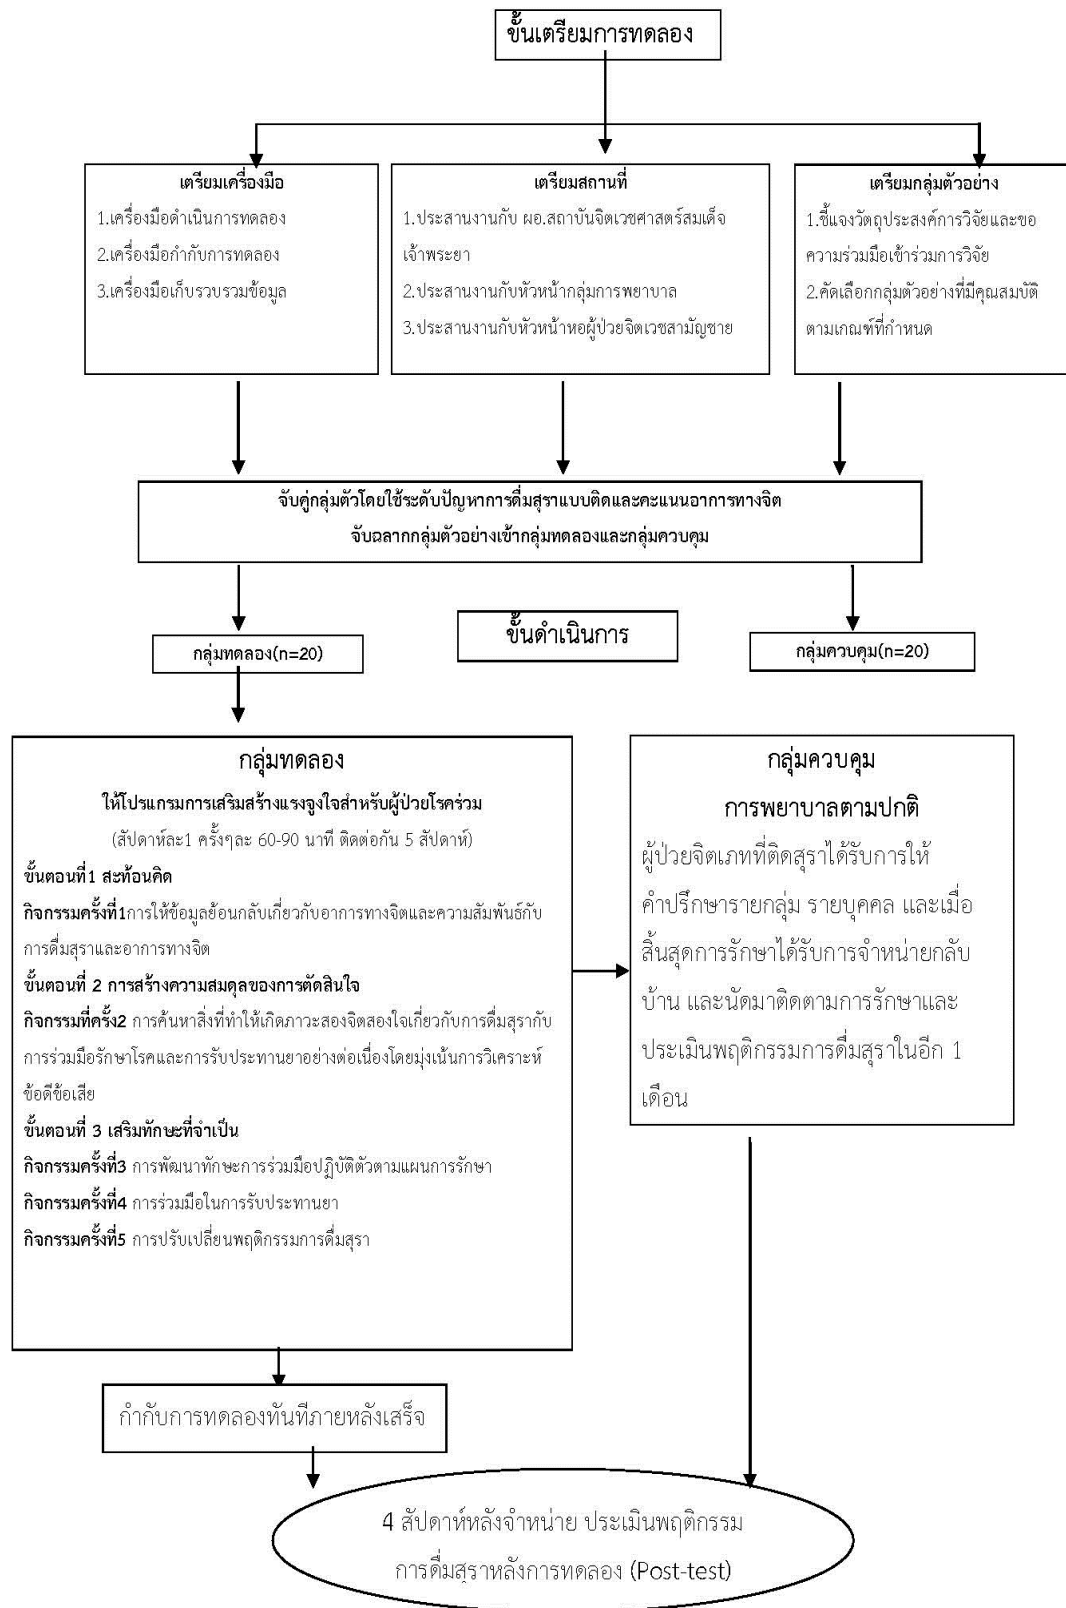 ขั้นเตรียมการทดลอง
เตรียมเครื่องมือ
1.เครื่องมือดำเนินการทดลอง
2.เครื่องมือกำกับการทดลอง
3.เครื่องมือเก็บรวบรวมข้อมูล
เตรียมสถานที่
1.ประสานงานกับ ผอ.สถาบันจิตเวชศาสตร์สมเด็จ
เจ้าพระยา
2.ประสานงานกับหัวหน้ากลุ่มการพยาบาล
3.ประสานงานกับหัวหน้าหอผู้ป่วยจิตเวชสามัญชาย
เตรียมกลุ่มตัวอย่าง
1.ชี้แจงวัตถุประสงค์การวิจัยและขอ
ความร่วมมือเข้าร่วมการวิจัย
2.คัดเลือกกลุ่มตัวอย่างที่มีคุณสมบัติ
ตามเกณฑ์ที่กำหนด
จับคู่กลุ่มตัวโดยใช้ระดับปัญหาการดื่มสุราแบบติดและคะแนนอาการทางจิต
จับฉลากกลุ่มตัวอย่างเข้ากลุ่มทดลองและกลุ่มควบคุม
กลุ่มทดลอง(n=20)
ขั้นดำเนินการ
กลุ่มควบคุม(n=20)
กลุ่มทดลอง
ให้โปรแกรมการเสริมสร้างแรงจูงใจสำหรับผู้ป่วยโรคร่วม
(สัปดาห์ละ1 ครั้งๆละ 60-90 นาที ติดต่อกัน 5 สัปดาห์)
ขั้นตอนที่1 สะท้อนคิด
กิจกรรมครั้งที่1การให้ข้อมูลย้อนกลับเกี่ยวกับอาการทางจิตและความสัมพันธ์กับ
การดื่มสุราและอาการทางจิต
ขั้นตอนที่ 2 การสร้างความสมดุลของการตัดสินใจ
กิจกรรมที่ครั้ง2 การค้นหาสิ่งที่ทำให้เกิดภาวะสองจิตสองใจเกี่ยวกับการดื่มสุรากับ
การร่วมมือรักษาโรคและการรับประทานยาอย่างต่อเนื่องโดยมุ่งเน้นการวิเคราะห์
ข้อดีข้อเสีย
ขั้นตอนที่ 3 เสริมทักษะที่จำเป็น
กิจกรรมครั้งที่3 การพัฒนาทักษะการร่วมมือปฏิบัติตัวตามแผนการรักษา
กิจกรรมครั้งที่4 การร่วมมือในการรับประทานยา
กิจกรรมครั้งที่5 การปรับเปลี่ยนพฤติกรรมการดื่มสุรา
กลุ่มควบคุม
การพยาบาลตามปกติ
ผู้ป่วยจิตเภทที่ติดสุราได้รับการให้
คำปรึกษารายกลุ่ม รายบุคคล และเมื่อ
สิ้นสุดการรักษาได้รับการจำหน่ายกลับ
บ้าน และนัดมาติดตามการรักษาและ
ประเมินพฤติกรรมการดื่มสุราในอีก 1
เดือน
กำกับการทดลองทันทีภายหลังเสร็จ
4 สัปดาห์หลังจำหน่าย ประเมินพฤติกรรม
การดื่มสุราหลังการทดลอง (Post-test)